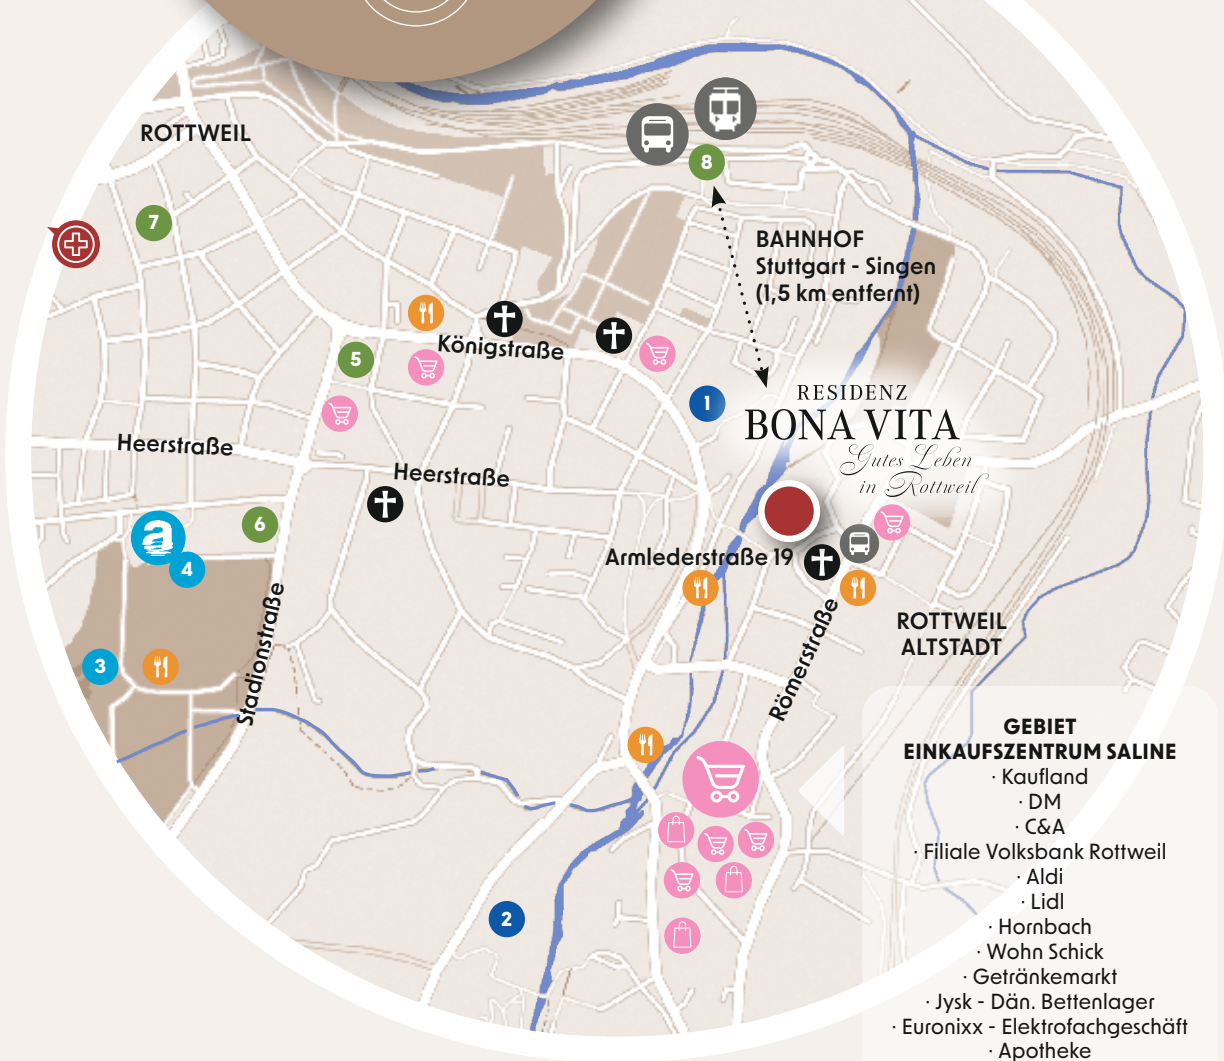 ROTTWEIL
8
7
BAHNHOF
Stuttgart - Singen
(1,5 km entfernt)
Königstraße
5
1
RESIDENZ
BONA VITA
Gutes Leben
in Rottweil
Heerstraße
Heerstraße
6
a
4
Armlederstraße 19
3
Stadionstraße
Römerstraße
ROTTWEIL
ALTSTADT
2
GEBIET
EINKAUFSZENTRUM SALINE
· Kaufland
· DM
· C&A
· Filiale Volksbank Rottweil
· Aldi
· Lidl
· Hornbach
· Wohn Schick
· Getränkemarkt
· Jysk - Dän. Bettenlager
· Euronixx - Elektrofachgeschäft
· Apotheke